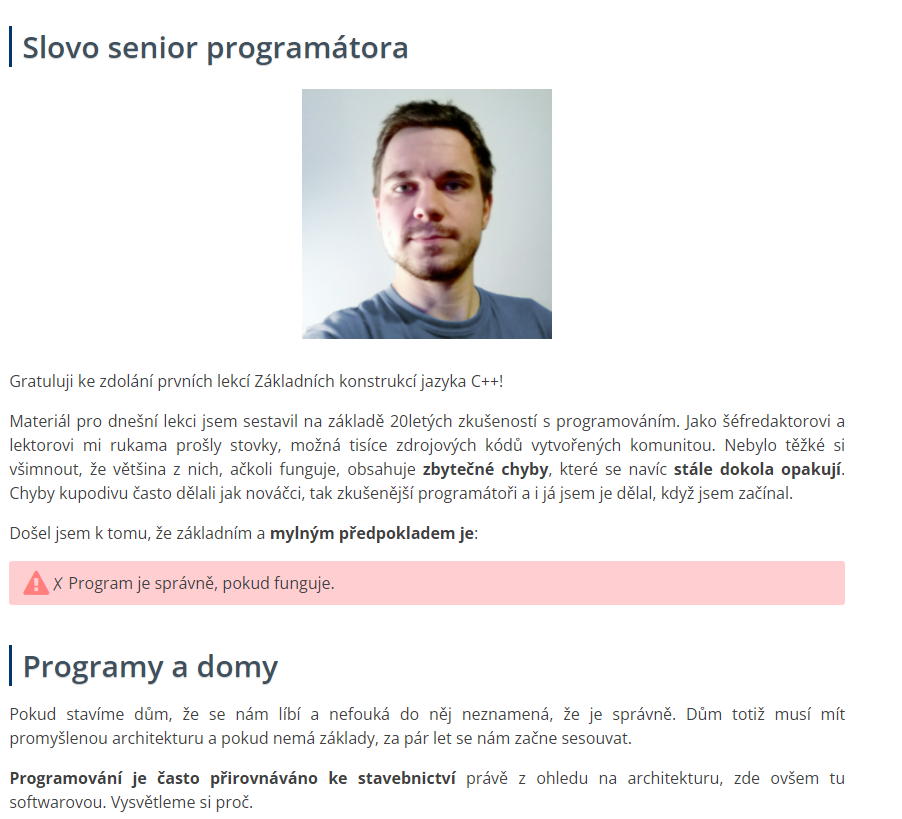 Slovo senior programátora
Gratuluji ke zdolání prvních lekcí Základních konstrukcí jazyka C++!
Materiál pro dnešní lekci jsem sestavil na základě 20letých zkušeností s programováním. Jako šéfredaktorovi a
lektorovi mi rukama prošly stovky, možná tisíce zdrojových kódů vytvořených komunitou. Nebylo těžké si
všimnout, že většina z nich, ačkoli funguje, obsahuje zbytečné chyby, které se navíc stále dokola opakují.
Chyby kupodivu často dělali jak nováčci, tak zkušenější programátoři a i já jsem je dělal, když jsem začínal.
Došel jsem k tomu, že základním a mylným předpokladem je:
✗ Program je správně, pokud funguje.
Programy a domy
Pokud stavíme dům, že se nám líbí a nefouká do něj neznamená, že je správně. Dům totiž musí mít
promyšlenou architekturu a pokud nemá základy, za pár let se nám začne sesouvat.
Programování je často přirovnáváno ke stavebnictví právě z ohledu na architekturu, zde ovšem tu
softwarovou. Vysvětleme si proč.